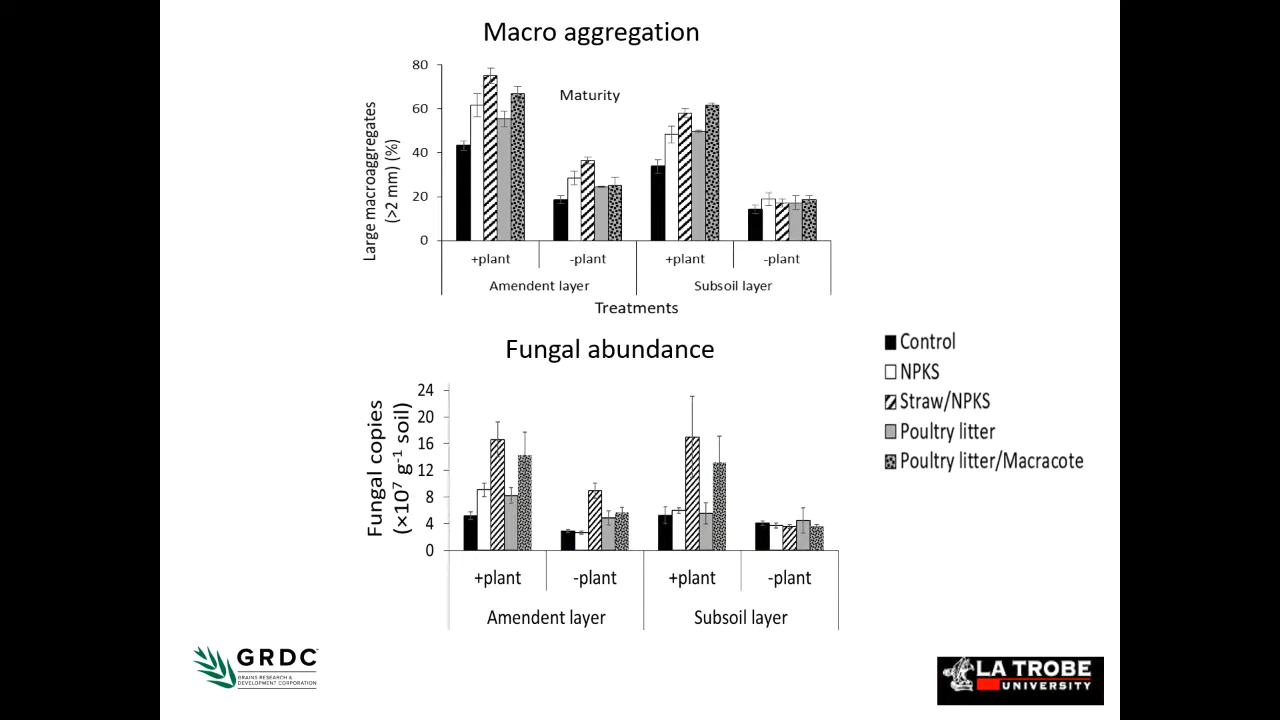 Macro aggregation
Large macroaggregates
(>2 mm) (%)
80
60
40
20
0
Maturity
+plant
-plant
+plant
-plant
Amendent layer
Subsoil layer
Treatments
Fungal abundance
Fungal copies
(×10⁷ g⁻¹ soil)
24
20
16
12
8
4
0
+plant
-plant
+plant
-plant
Amendent layer
Subsoil layer
Control
NPKS
Straw/NPKS
Poultry litter
Poultry litter/Macracote
GRDC
GRAINS RESEARCH &
DEVELOPMENT CORPORATION
LA TROBE
UNIVERSITY